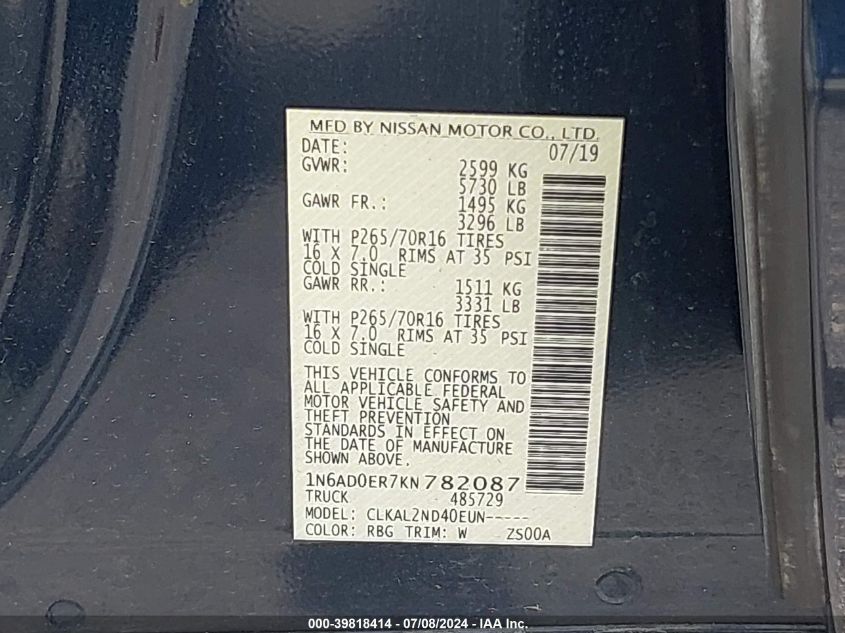 MFD BY NISSAN MOTOR CO., LTD.
DATE: 07/19
GVWR: 2599 KG
5730 LB
GAWR FR.: 1495 KG
3296 LB
WITH P265/70R16 TIRES
16 X 7.0 RIMS AT 35 PSI
COLD SINGLE
GAWR RR.: 1511 KG
3331 LB
WITH P265/70R16 TIRES
16 X 7.0 RIMS AT 35 PSI
COLD SINGLE
THIS VEHICLE CONFORMS TO
ALL APPLICABLE FEDERAL
MOTOR VEHICLE SAFETY AND
THEFT PREVENTION
STANDARDS IN EFFECT ON
THE DATE OF MANUFACTURE
SHOWN ABOVE.
1N6AD0ER7KN782087
TRUCK 485729
MODEL: CLKAL2ND40EUN-----
COLOR: RBG TRIM: W ZS00A
000-39818414 - 07/08/2024 - IAA Inc.